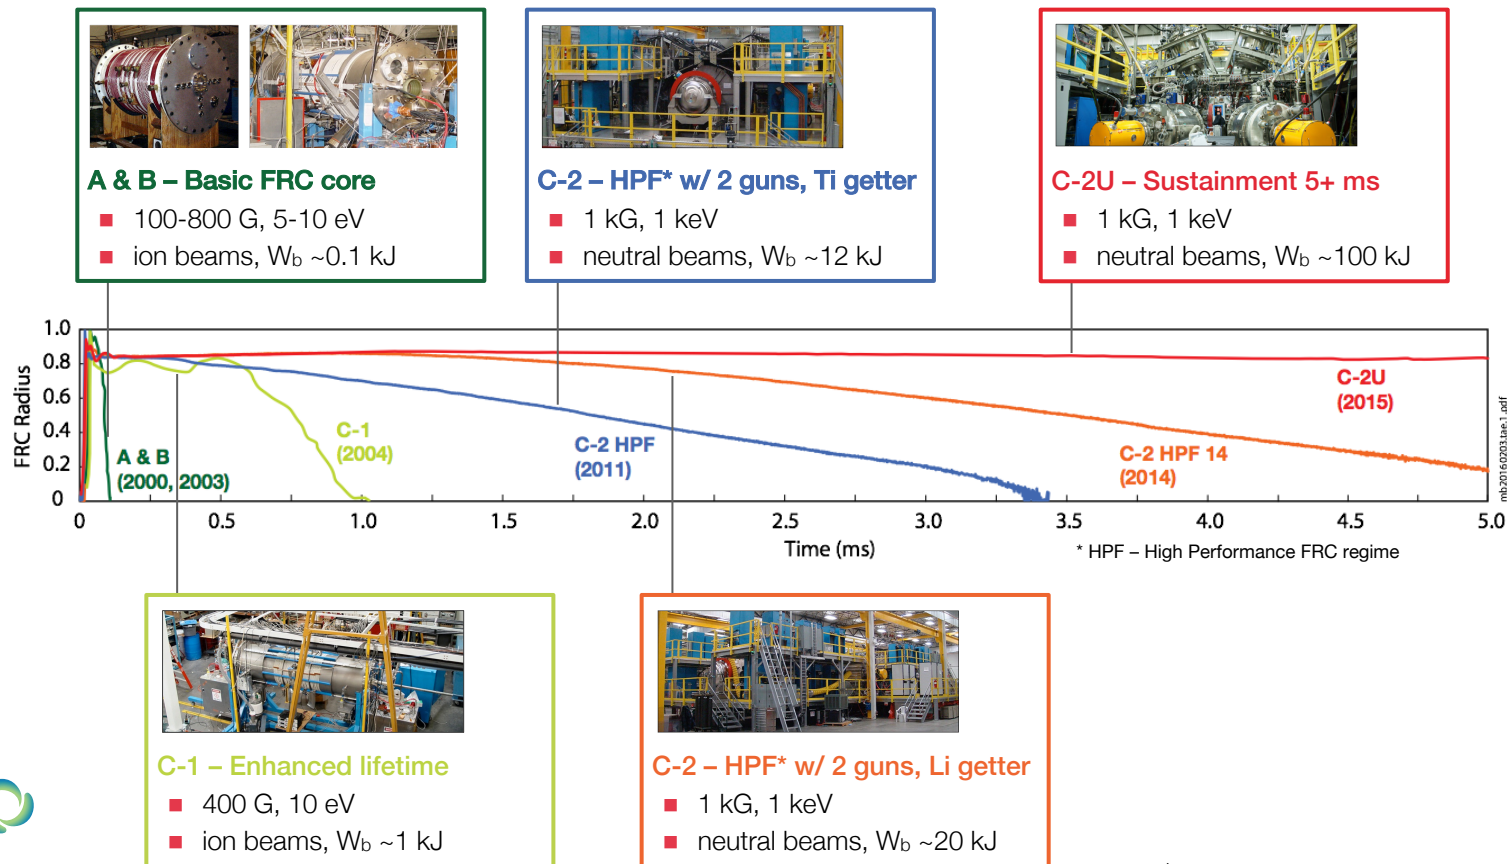 A & B – Basic FRC core
■ 100-800 G, 5-10 eV
■ ion beams, Wb ~0.1 kJ
C-2 – HPF* w/ 2 guns, Ti getter
■ 1 kG, 1 keV
■ neutral beams, Wb ~12 kJ
C-2U – Sustainment 5+ ms
■ 1 kG, 1 keV
■ neutral beams, Wb ~100 kJ
FRC Radius
1.0
0.8
0.6
0.4
0.2
0
A & B
(2000, 2003)
C-1
(2004)
C-2 HPF
(2011)
C-2 HPF 14
(2014)
C-2U
(2015)
0 0.5 1.0 1.5 2.0 2.5 3.0 3.5 4.0 4.5 5.0
Time (ms)
* HPF – High Performance FRC regime
mb20160203.tae.1.pdf
C-1 – Enhanced lifetime
■ 400 G, 10 eV
■ ion beams, Wb ~1 kJ
C-2 – HPF* w/ 2 guns, Li getter
■ 1 kG, 1 keV
■ neutral beams, Wb ~20 kJ